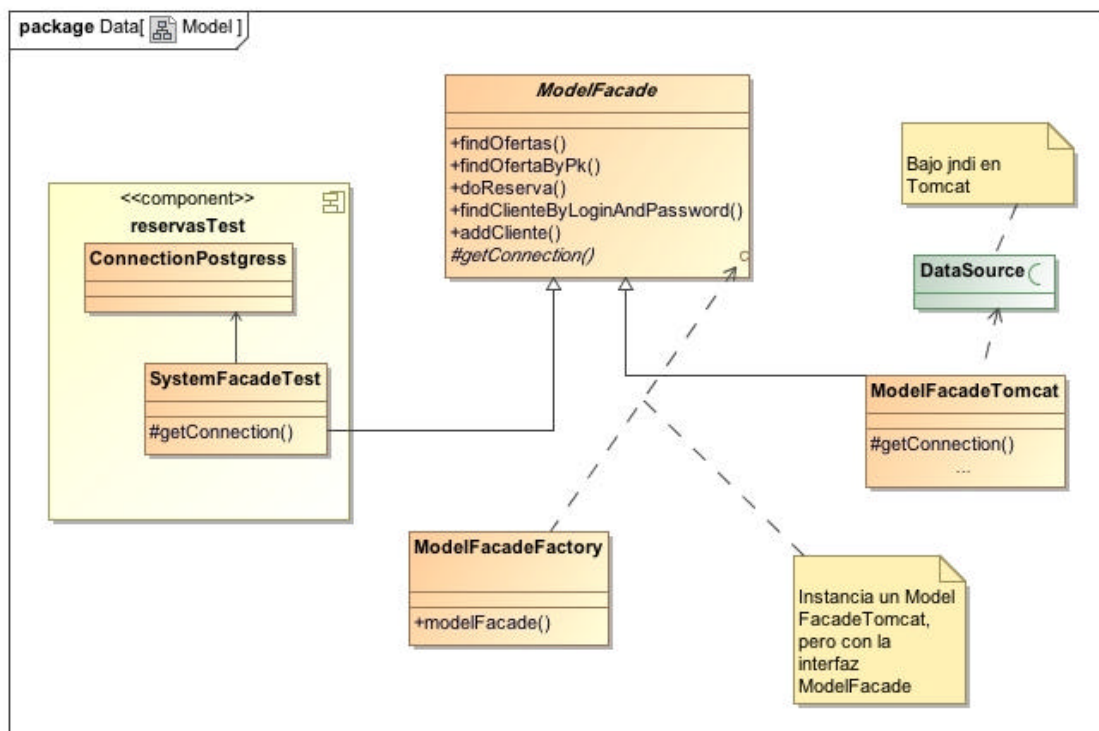 package Data[ Model ]
ModelFacade
+findOfertas()
+findOfertaByPk()
+doReserva()
+findClienteByLoginAndPassword()
+addCliente()
#getConnection()
<<component>>
reservasTest
ConnectionPostgress
SystemFacadeTest
#getConnection()
Bajo jndi en
Tomcat
DataSource
ModelFacadeTomcat
#getConnection()
...
ModelFacadeFactory
+modelFacade()
Instancia un Model
FacadeTomcat,
pero con la
interfaz
ModelFacade